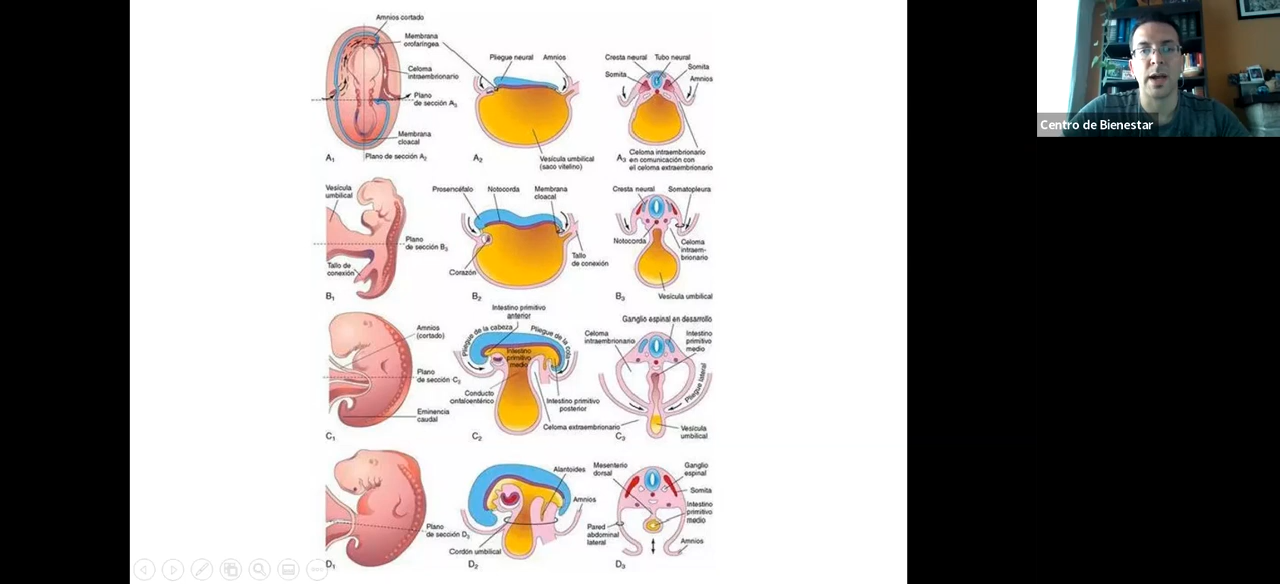 Amnios cortado
Membrana
orofaríngea
Celoma
intraembrionario
Plano
de sección A₃
Membrana
cloacal
Plano de sección A₂
A₁
Pliegue neural
Amnios
Vesícula umbilical
(saco vitelino)
A₂
Cresta neural
Tubo neural
Somita
Somita
Amnios
Celoma intraembrionario
en comunicación con
el celoma extraembrionario
A₃
Vesícula
umbilical
Plano
de sección B₃
Tallo de
conexión
B₁
Prosencéfalo
Notocorda
Membrana
cloacal
Corazón
Tallo
de conexión
B₂
Cresta neural
Somatopleura
Notocorda
Celoma
intraem-
brionario
Vesícula umbilical
B₃
Amnios
(cortado)
Plano
de sección C₃
Eminencia
caudal
C₁
Intestino primitivo
anterior
Pliegue de la cabeza
Pliegue de la cola
Intestino
primitivo
medio
Conducto
onfaloentérico
Intestino primitivo
posterior
Celoma extraembrionario
C₂
Ganglio espinal en desarrollo
Celoma
intraembrionario
Intestino
primitivo
medio
Pliegue lateral
Vesícula
umbilical
C₃
Plano
de sección D₃
D₁
Alantoides
Amnios
Cordón umbilical
D₂
Mesenterio
dorsal
Ganglio
espinal
Somita
Intestino
primitivo
medio
Pared
abdominal
lateral
Amnios
D₃
Centro de Bienestar